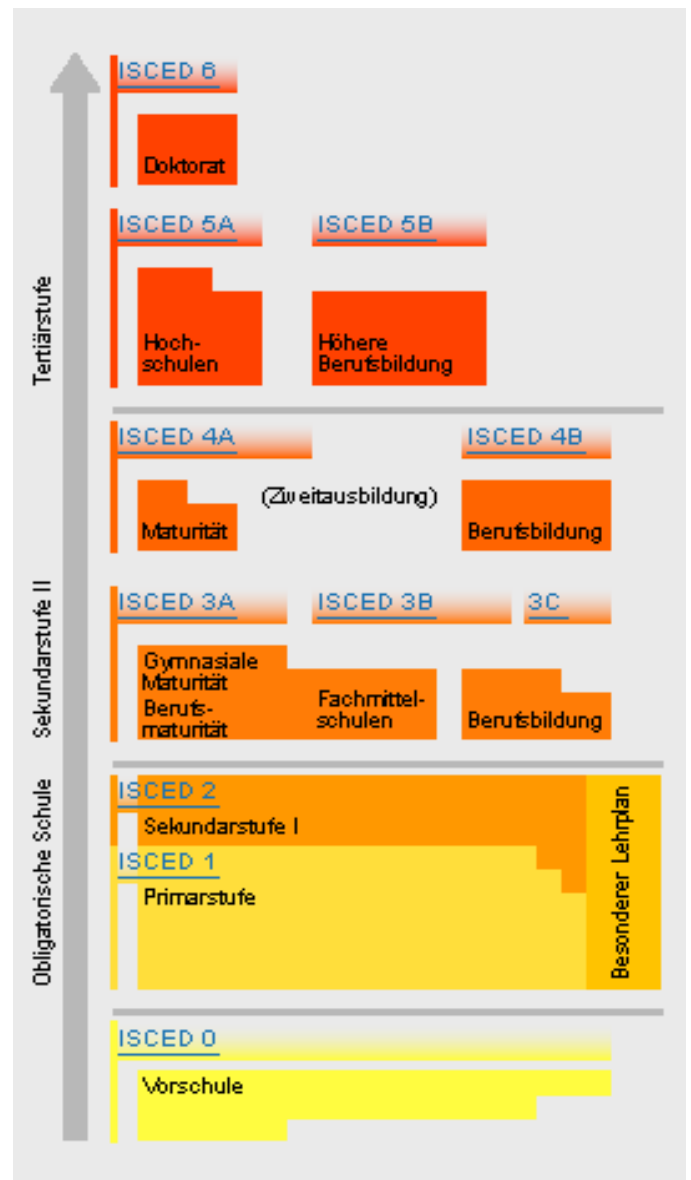 ISCED 6
Doktorat
ISCED 5A
ISCED 5B
Hoch-
schulen
Höhere
Berufsbildung
Tertiärstufe
ISCED 4A
ISCED 4B
(Zweitausbildung)
Maturität
Berufsbildung
Sekundarstufe II
ISCED 3A
ISCED 3B
3C
Gymnasiale
Maturität
Berufs-
maturität
Fachmittel-
schulen
Berufsbildung
Obligatorische Schule
ISCED 2
Sekundarstufe I
ISCED 1
Primarstufe
Besonderer Lehrplan
ISCED 0
Vorschule